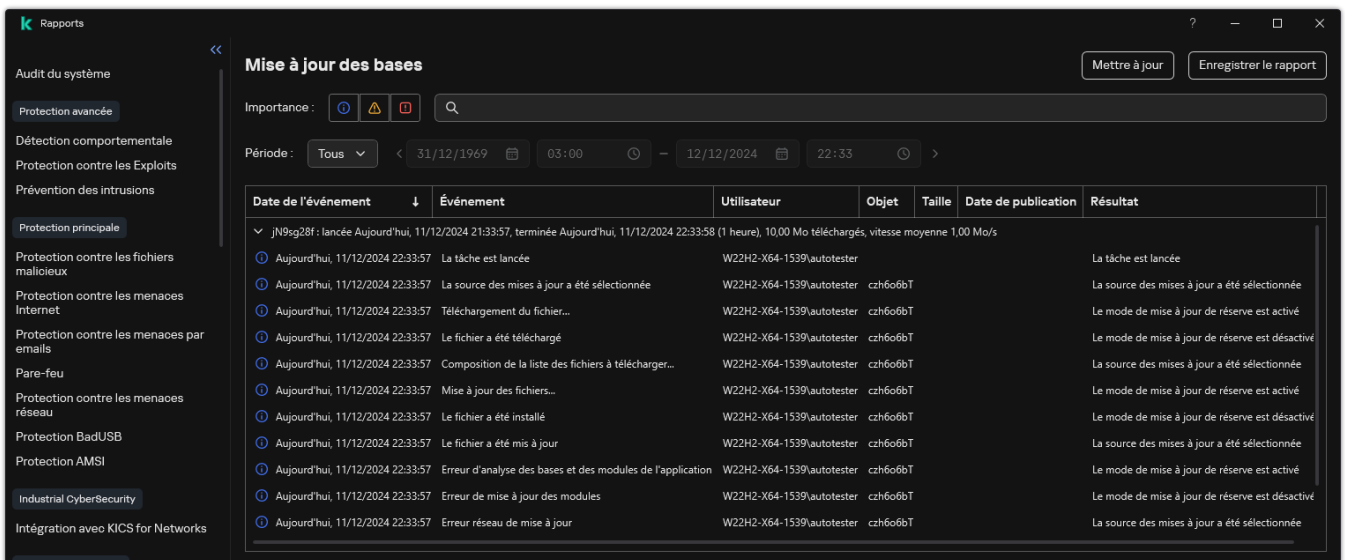 Rapports
?
Audit du système
Protection avancée
Détection comportementale
Protection contre les Exploits
Prévention des intrusions
Protection principale
Protection contre les fichiers
malicieux
Protection contre les menaces
Internet
Protection contre les menaces par
emails
Pare-feu
Protection contre les menaces
réseau
Protection BadUSB
Protection AMSI
Industrial CyberSecurity
Intégration avec KICS for Networks
Mise à jour des bases
Mettre à jour
Enregistrer le rapport
Importance :
Période : Tous 31/12/1969 03:00 – 12/12/2024 22:33
Date de l'événement ↓ Événement Utilisateur Objet Taille Date de publication Résultat
jN9sg28f : lancée Aujourd'hui, 11/12/2024 21:33:57, terminée Aujourd'hui, 11/12/2024 22:33:58 (1 heure), 10,00 Mo téléchargés, vitesse moyenne 1,00 Mo/s
Aujourd'hui, 11/12/2024 22:33:57 La tâche est lancée W22H2-X64-1539\autotester La tâche est lancée
Aujourd'hui, 11/12/2024 22:33:57 La source des mises à jour a été sélectionnée W22H2-X64-1539\autotester czh6o6bT La source des mises à jour a été sélectionnée
Aujourd'hui, 11/12/2024 22:33:57 Téléchargement du fichier... W22H2-X64-1539\autotester czh6o6bT Le mode de mise à jour de réserve est activé
Aujourd'hui, 11/12/2024 22:33:57 Le fichier a été téléchargé W22H2-X64-1539\autotester czh6o6bT Le mode de mise à jour de réserve est désactivé
Aujourd'hui, 11/12/2024 22:33:57 Composition de la liste des fichiers à télécharger... W22H2-X64-1539\autotester czh6o6bT La source des mises à jour a été sélectionnée
Aujourd'hui, 11/12/2024 22:33:57 Mise à jour des fichiers... W22H2-X64-1539\autotester czh6o6bT Le mode de mise à jour de réserve est activé
Aujourd'hui, 11/12/2024 22:33:57 Le fichier a été installé W22H2-X64-1539\autotester czh6o6bT Le mode de mise à jour de réserve est désactivé
Aujourd'hui, 11/12/2024 22:33:57 Le fichier a été mis à jour W22H2-X64-1539\autotester czh6o6bT La source des mises à jour a été sélectionnée
Aujourd'hui, 11/12/2024 22:33:57 Erreur d'analyse des bases et des modules de l'application W22H2-X64-1539\autotester czh6o6bT Le mode de mise à jour de réserve est activé
Aujourd'hui, 11/12/2024 22:33:57 Erreur de mise à jour des modules W22H2-X64-1539\autotester czh6o6bT Le mode de mise à jour de réserve est désactivé
Aujourd'hui, 11/12/2024 22:33:57 Erreur réseau de mise à jour W22H2-X64-1539\autotester czh6o6bT La source des mises à jour a été sélectionnée